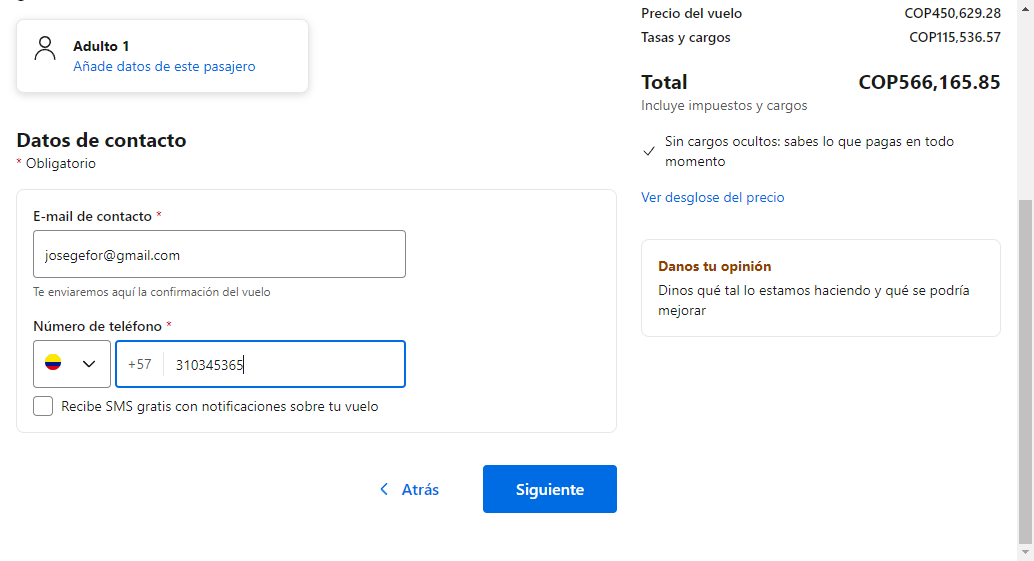 Adulto 1
Añade datos de este pasajero
Datos de contacto
* Obligatorio
E-mail de contacto *
josegefor@gmail.com
Te enviaremos aquí la confirmación del vuelo
Número de teléfono *
+57 310345365
Recibe SMS gratis con notificaciones sobre tu vuelo
Atrás
Siguiente
Precio del vuelo COP450,629.28
Tasas y cargos COP115,536.57
Total COP566,165.85
Incluye impuestos y cargos
Sin cargos ocultos: sabes lo que pagas en todo
momento
Ver desglose del precio
Danos tu opinión
Dinos qué tal lo estamos haciendo y qué se podría
mejorar